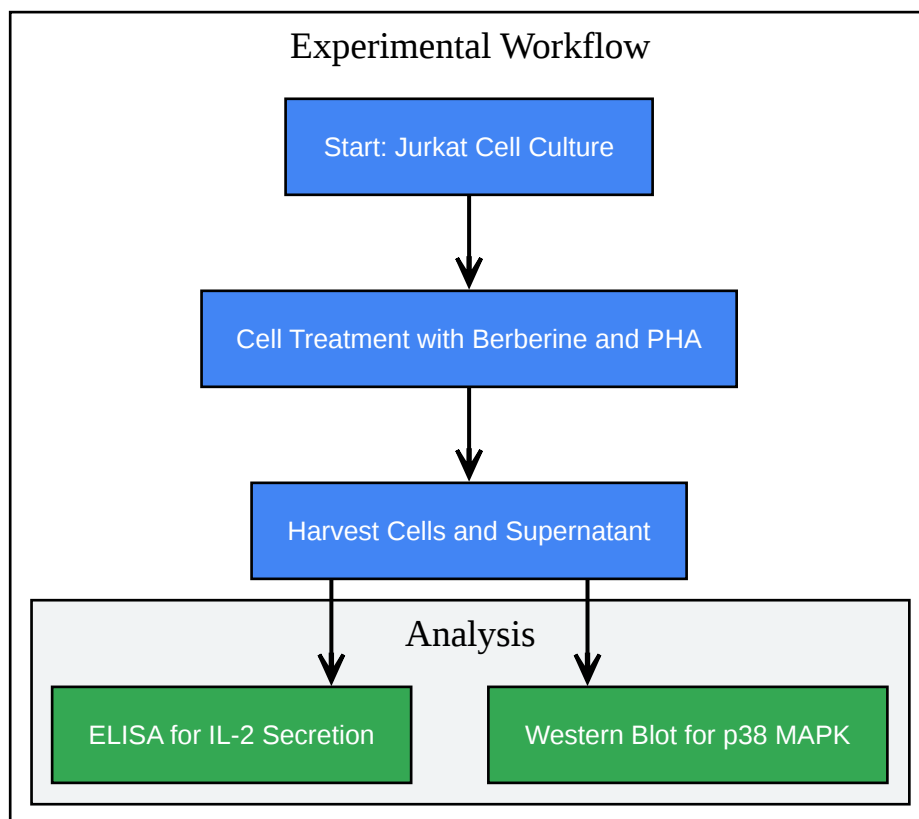 Experimental Workflow
Start: Jurkat Cell Culture
Cell Treatment with Berberine and PHA
Harvest Cells and Supernatant
Analysis
ELISA for IL-2 Secretion
Western Blot for p38 MAPK